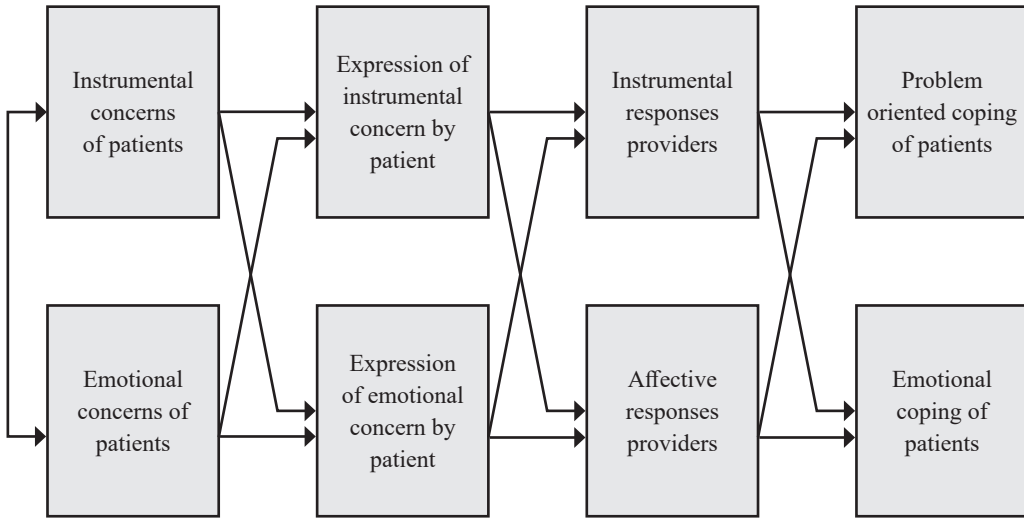 Instrumental
concerns
of patients
Expression of
instrumental
concern by
patient
Instrumental
responses
providers
Problem
oriented coping
of patients
Emotional
concerns of
patients
Expression
of emotional
concern by
patient
Affective
responses
providers
Emotional
coping of
patients